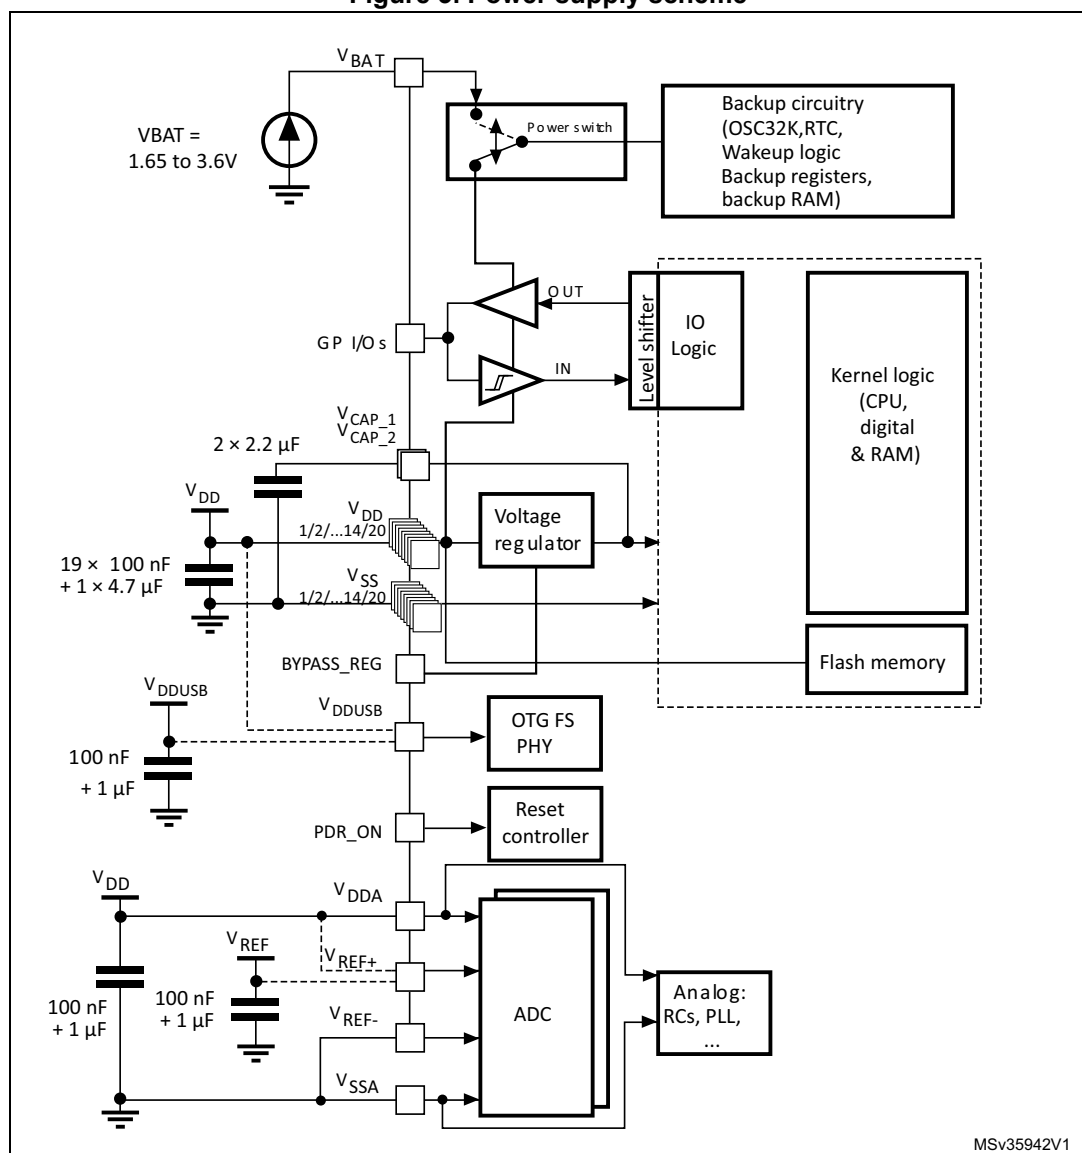 Figure 3. Power supply scheme
VBAT
VBAT =
1.65 to 3.6V
Power switch
Backup circuitry
(OSC32K,RTC,
Wakeup logic
Backup registers,
backup RAM)
OUT
GP I/Os
IN
Level shifter
IO
Logic
Kernel logic
(CPU,
digital
& RAM)
VCAP_1
VCAP_2
2 × 2.2 µF
VDD
VDD
1/2/...14/20
Voltage
regulator
19 × 100 nF
+ 1 × 4.7 µF
VSS
1/2/...14/20
BYPASS_REG
Flash memory
VDDUSB
VDDUSB
OTG FS
PHY
100 nF
+ 1 µF
PDR_ON
Reset
controller
VDD
VDDA
VREF
VREF+
100 nF
+ 1 µF
100 nF
+ 1 µF
VREF-
ADC
Analog:
RCs, PLL,
...
VSSA
MSv35942V1